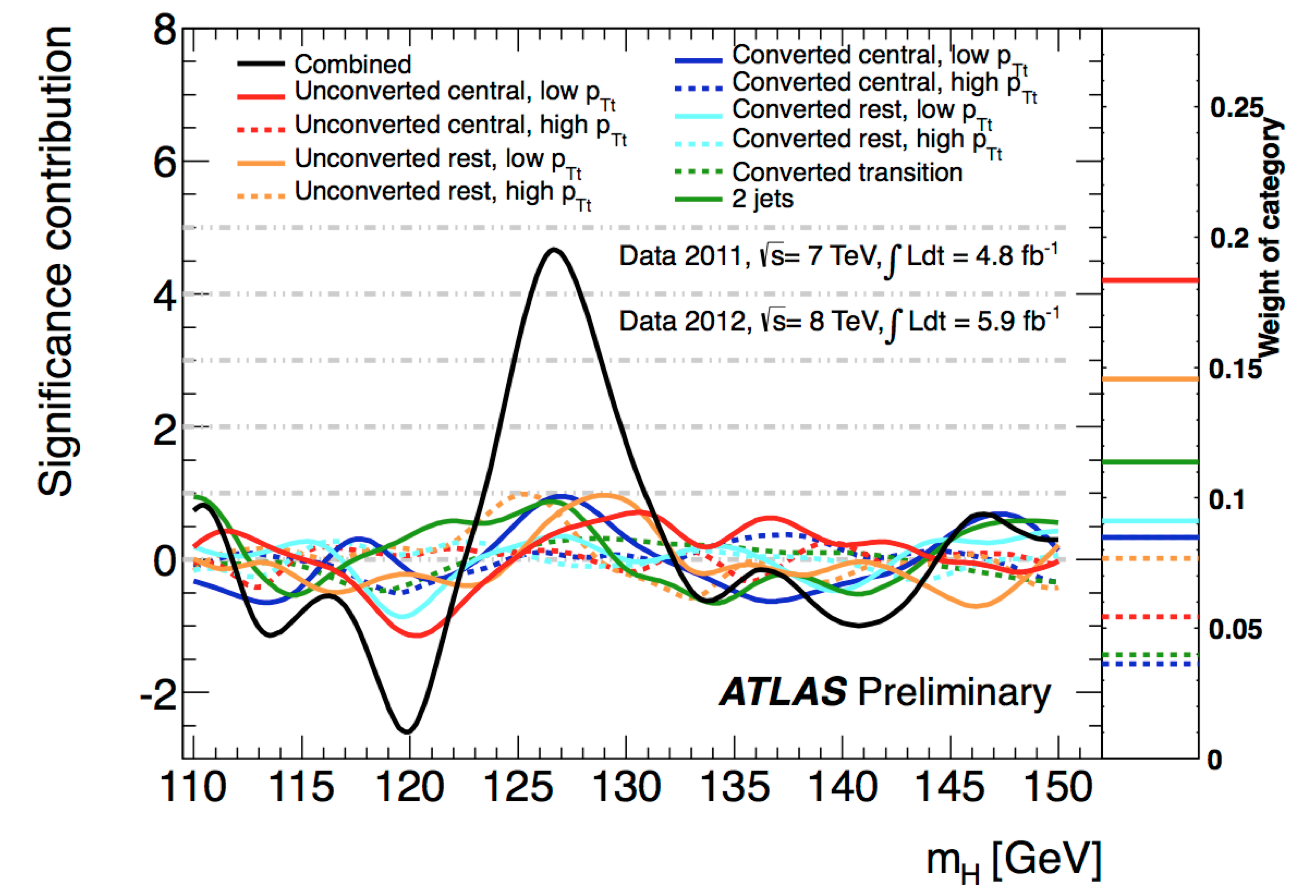 Significance contribution
8
6
4
2
0
-2
Combined
Unconverted central, low pTt
Unconverted central, high pTt
Unconverted rest, low pTt
Unconverted rest, high pTt
Converted central, low pTt
Converted central, high pTt
Converted rest, low pTt
Converted rest, high pTt
Converted transition
2 jets
Data 2011, √s= 7 TeV,∫ Ldt = 4.8 fb-1
Data 2012, √s= 8 TeV,∫ Ldt = 5.9 fb-1
ATLAS Preliminary
110 115 120 125 130 135 140 145 150
mH [GeV]
0.25
0.2
0.15
0.1
0.05
0
Weight of category